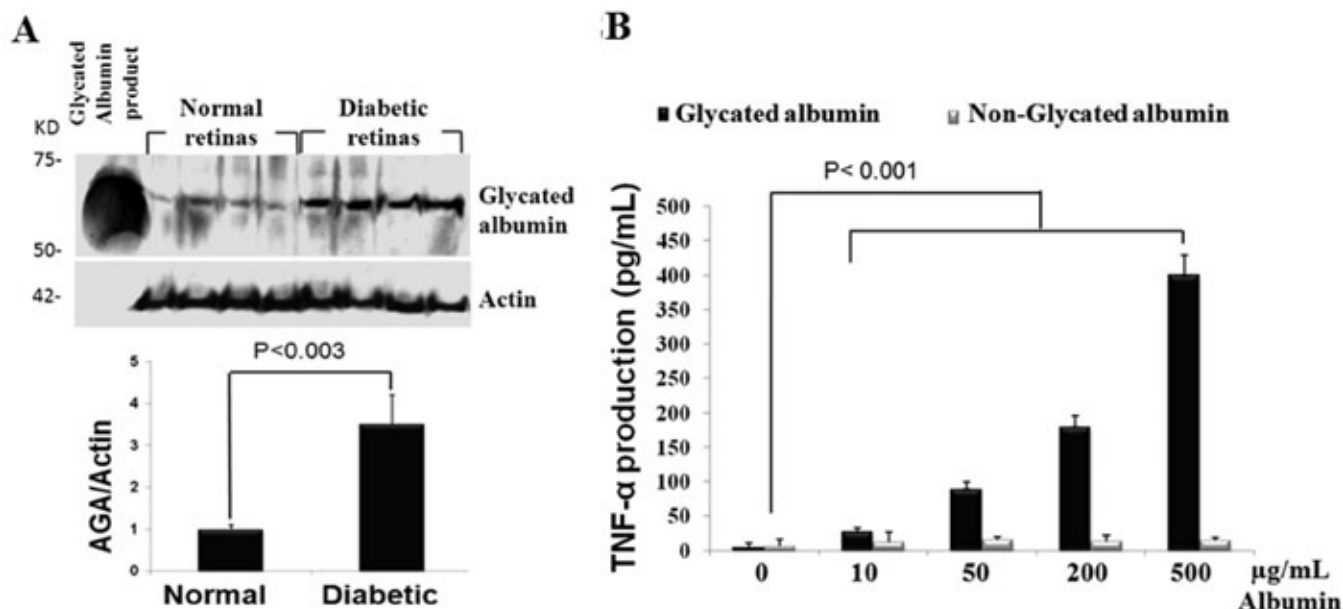 A
Glycated
Albumin
product
Normal
retinas
Diabetic
retinas
KD
75-
50-
42-
Glycated
albumin
Actin
P<0.003
AGA/Actin
5
4
3
2
1
0
Normal
Diabetic
B
Glycated albumin
Non-Glycated albumin
P< 0.001
TNF-α production (pg/mL)
500
450
400
350
300
250
200
150
100
50
0
0 10 50 200 500 µg/mL
Albumin